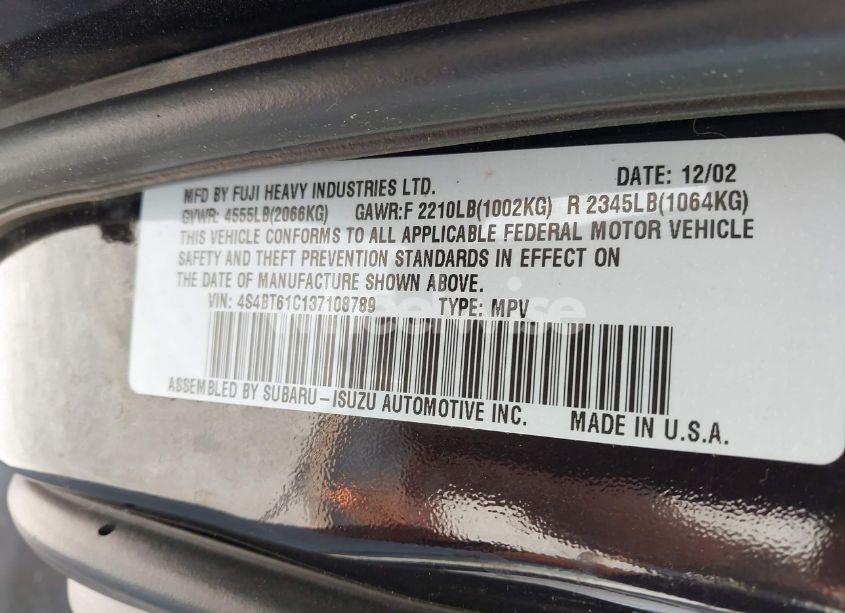 MFD BY FUJI HEAVY INDUSTRIES LTD. DATE: 12/02
GVWR: 4555LB(2066KG) GAWR:F 2210LB(1002KG) R 2345LB(1064KG)
THIS VEHICLE CONFORMS TO ALL APPLICABLE FEDERAL MOTOR VEHICLE
SAFETY AND THEFT PREVENTION STANDARDS IN EFFECT ON
THE DATE OF MANUFACTURE SHOWN ABOVE.
VIN: 4S4BT61C137108789 TYPE: MPV
ASSEMBLED BY SUBARU-ISUZU AUTOMOTIVE INC. MADE IN U.S.A.